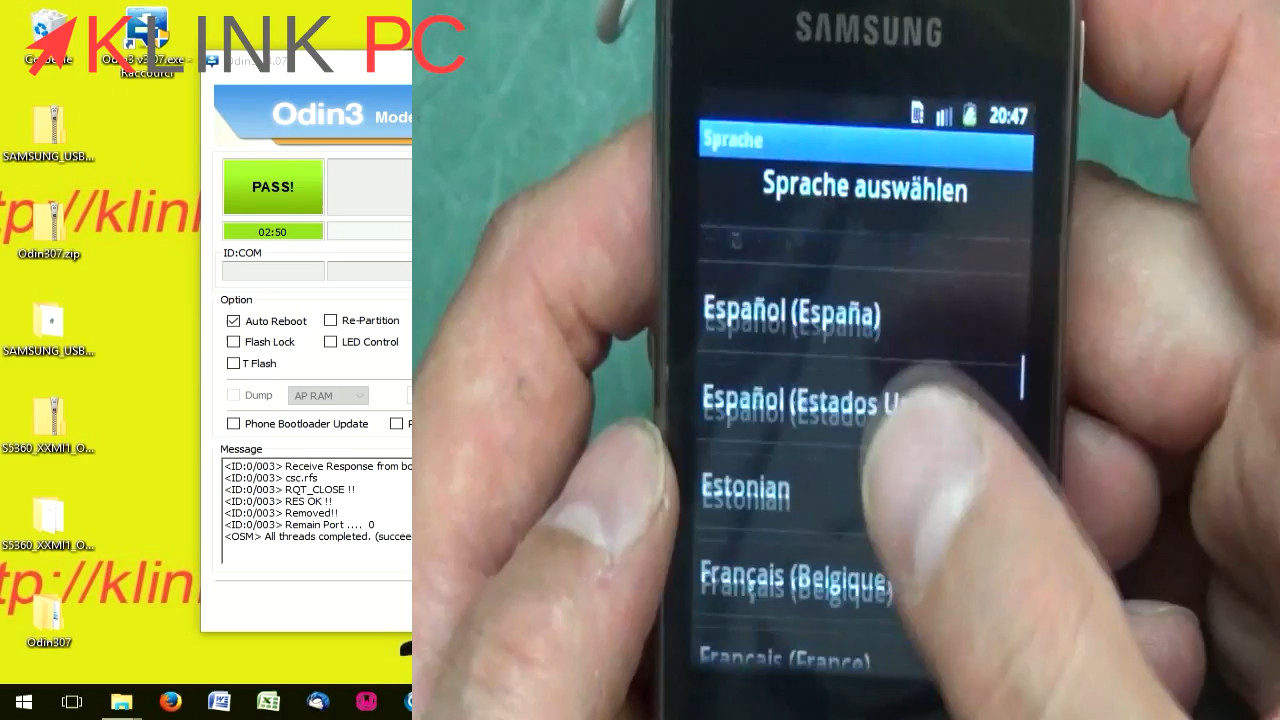 KLINK PC
Odin3 v3.07.exe -
Raccourci
SAMSUNG_USB...
Odin307.zip
SAMSUNG_USB...
S5360_XXMI1_O...
S5360_XXMI1_O...
Odin307
tp://klin
tp://klin
Odin3
PASS!
02:50
ID:COM
Option
Auto Reboot
Re-Partition
Flash Lock
LED Control
T Flash
Dump
AP RAM
Phone Bootloader Update
Message
<ID:0/003> Receive Response from bo
<ID:0/003> csc.rfs
<ID:0/003> RQT_CLOSE !!
<ID:0/003> RES OK !!
<ID:0/003> Removed!!
<ID:0/003> Remain Port .... 0
<OSM> All threads completed. (succee
SAMSUNG
20:47
Sprache
Sprache auswählen
Español (España)
Español (Estados
Estonian
Français (Belgique)
Français (France)